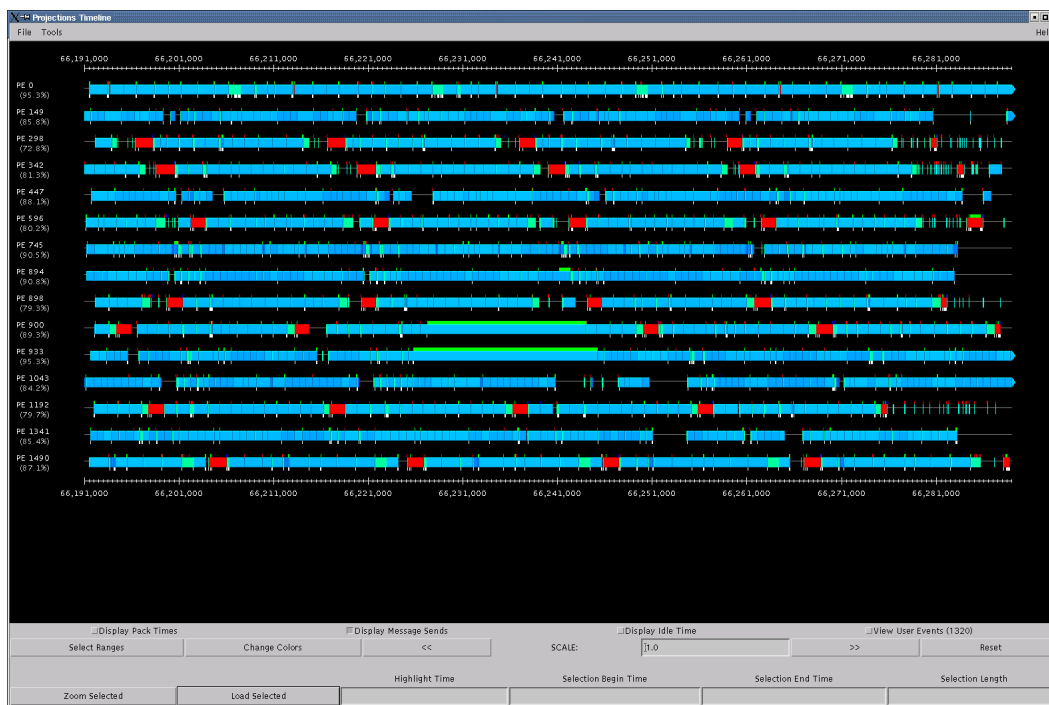 Projections Timeline
File Tools Hel
66,191,000 66,201,000 66,211,000 66,221,000 66,231,000 66,241,000 66,251,000 66,261,000 66,271,000 66,281,000
PE 0
(95.3%)
PE 149
(85.8%)
PE 298
(72.8%)
PE 342
(81.3%)
PE 447
(88.1%)
PE 596
(80.2%)
PE 745
(90.5%)
PE 894
(90.8%)
PE 898
(79.3%)
PE 900
(89.3%)
PE 933
(95.3%)
PE 1043
(84.2%)
PE 1192
(79.7%)
PE 1341
(85.4%)
PE 1490
(87.1%)
66,191,000 66,201,000 66,211,000 66,221,000 66,231,000 66,241,000 66,251,000 66,261,000 66,271,000 66,281,000
Display Pack Times Display Message Sends Display Idle Time View User Events (1320)
Select Ranges Change Colors << SCALE: 1.0 >> Reset
Highlight Time Selection Begin Time Selection End Time Selection Length
Zoom Selected Load Selected